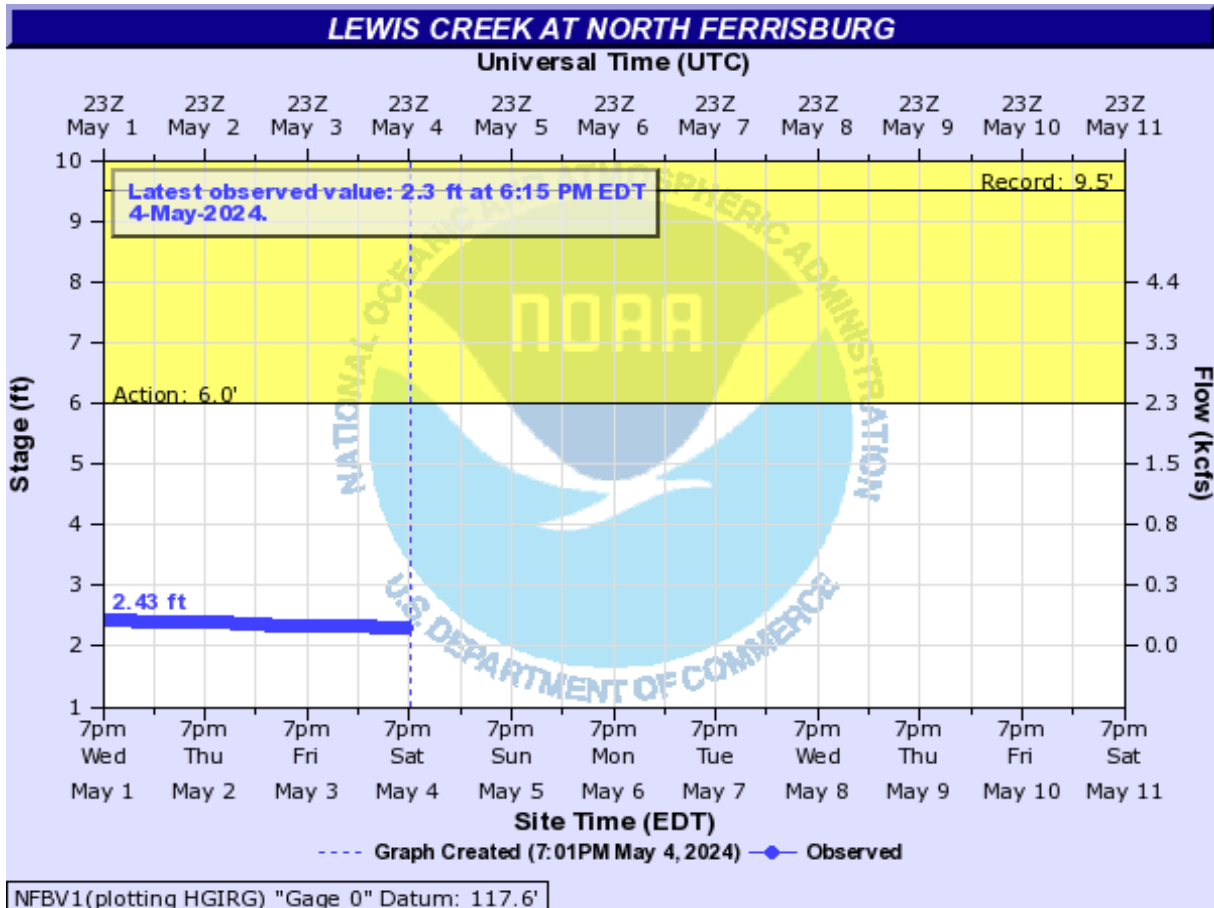 LEWIS CREEK AT NORTH FERRISBURG
Universal Time (UTC)
23Z 23Z 23Z 23Z 23Z 23Z 23Z 23Z 23Z 23Z 23Z
May 1 May 2 May 3 May 4 May 5 May 6 May 7 May 8 May 9 May 10 May 11
10
Latest observed value: 2.3 ft at 6:15 PM EDT
4-May-2024.
Record: 9.5'
9
8 4.4
7 3.3
Action: 6.0'
6 2.3
5 1.5
4 0.8
3 0.3
2.43 ft
2 0.0
1
Stage (ft)
Flow (kcfs)
NATIONAL OCEANIC AND ATMOSPHERIC ADMINISTRATION
NOAA
U.S. DEPARTMENT OF COMMERCE
7pm 7pm 7pm 7pm 7pm 7pm 7pm 7pm 7pm 7pm 7pm
Wed Thu Fri Sat Sun Mon Tue Wed Thu Fri Sat
May 1 May 2 May 3 May 4 May 5 May 6 May 7 May 8 May 9 May 10 May 11
Site Time (EDT)
---- Graph Created (7:01PM May 4, 2024) Observed
NFBV1(plotting HGIRG) "Gage 0" Datum: 117.6'